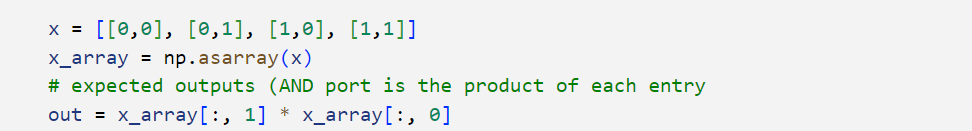 x = [[0,0], [0,1], [1,0], [1,1]]
x_array = np.asarray(x)
# expected outputs (AND port is the product of each entry
out = x_array[:, 1] * x_array[:, 0]